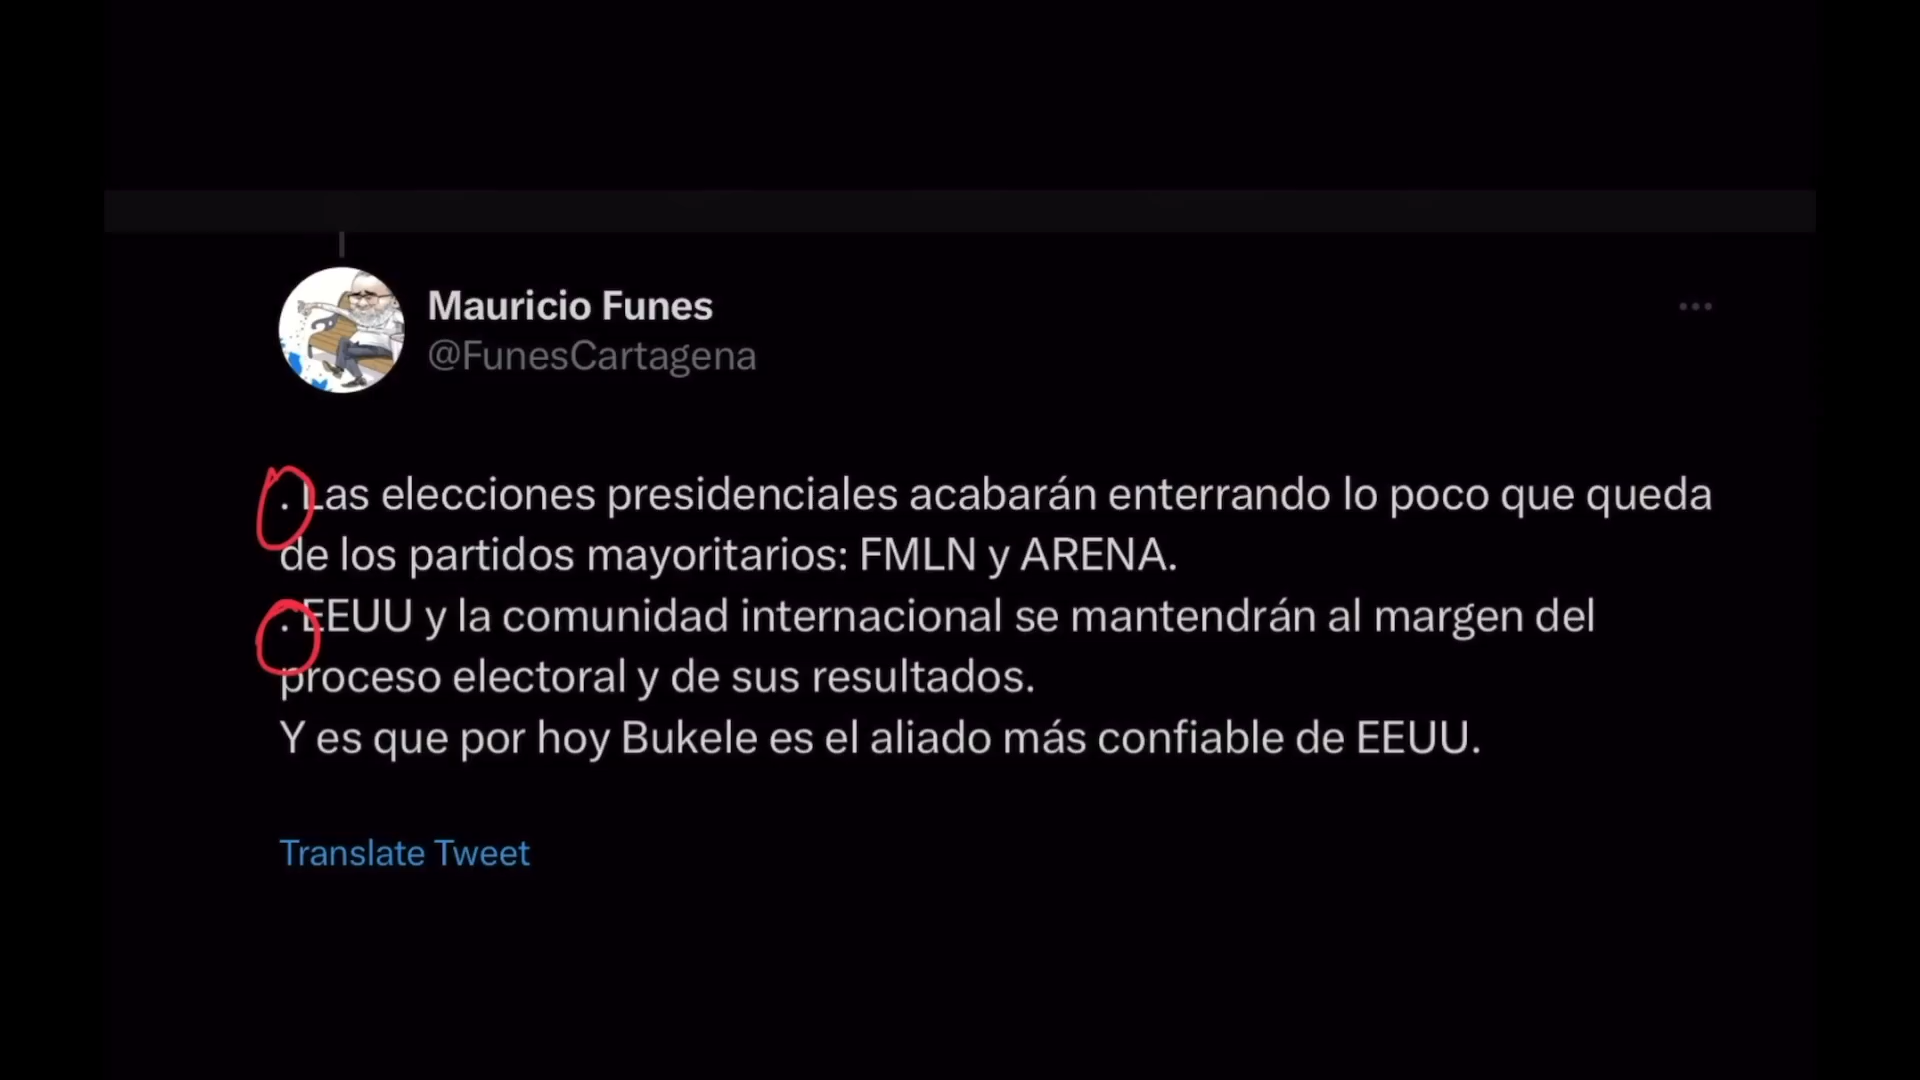 Mauricio Funes
@FunesCartagena
. Las elecciones presidenciales acabarán enterrando lo poco que queda
de los partidos mayoritarios: FMLN y ARENA.
. EEUU y la comunidad internacional se mantendrán al margen del
proceso electoral y de sus resultados.
Y es que por hoy Bukele es el aliado más confiable de EEUU.
Translate Tweet